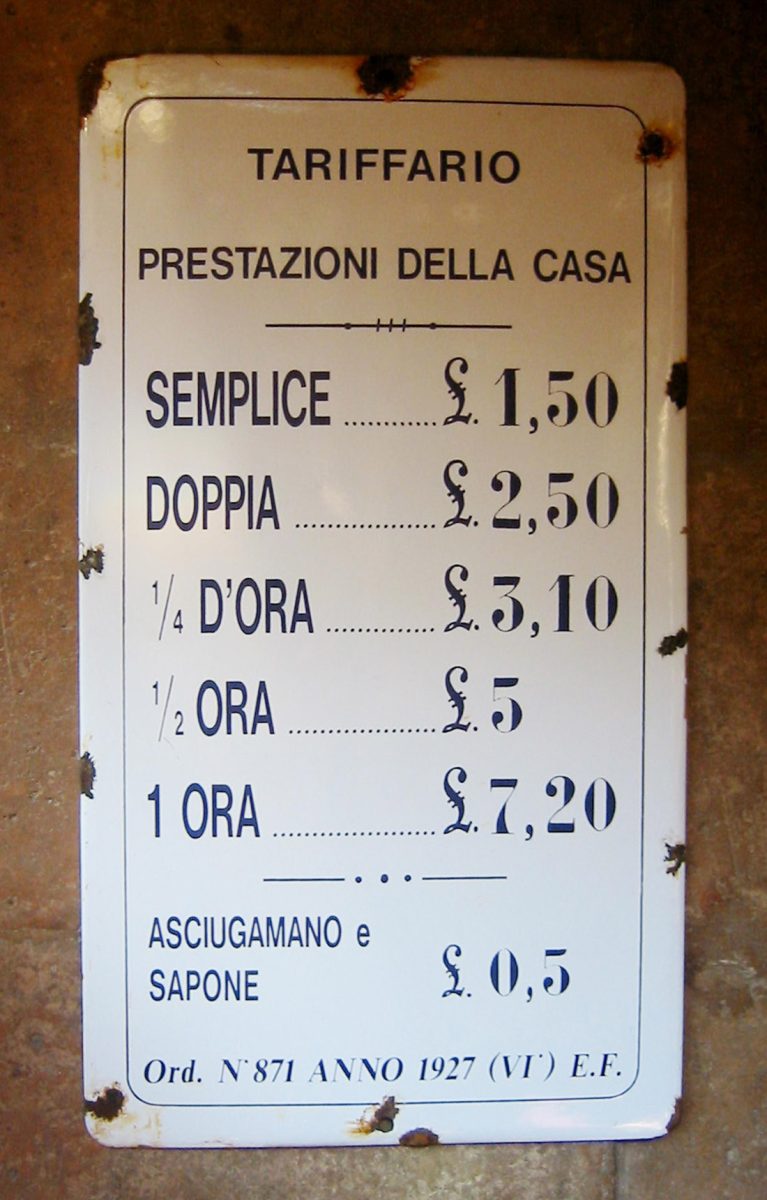 TARIFFARIO
PRESTAZIONI DELLA CASA
SEMPLICE ............£. 1,50
DOPPIA ..................£. 2,50
1/4 D'ORA ..............£. 3,10
1/2 ORA ..................£. 5
1 ORA ....................£. 7,20
ASCIUGAMANO e
SAPONE £. 0,5
Ord. N° 871 ANNO 1927 (VI°) E.F.